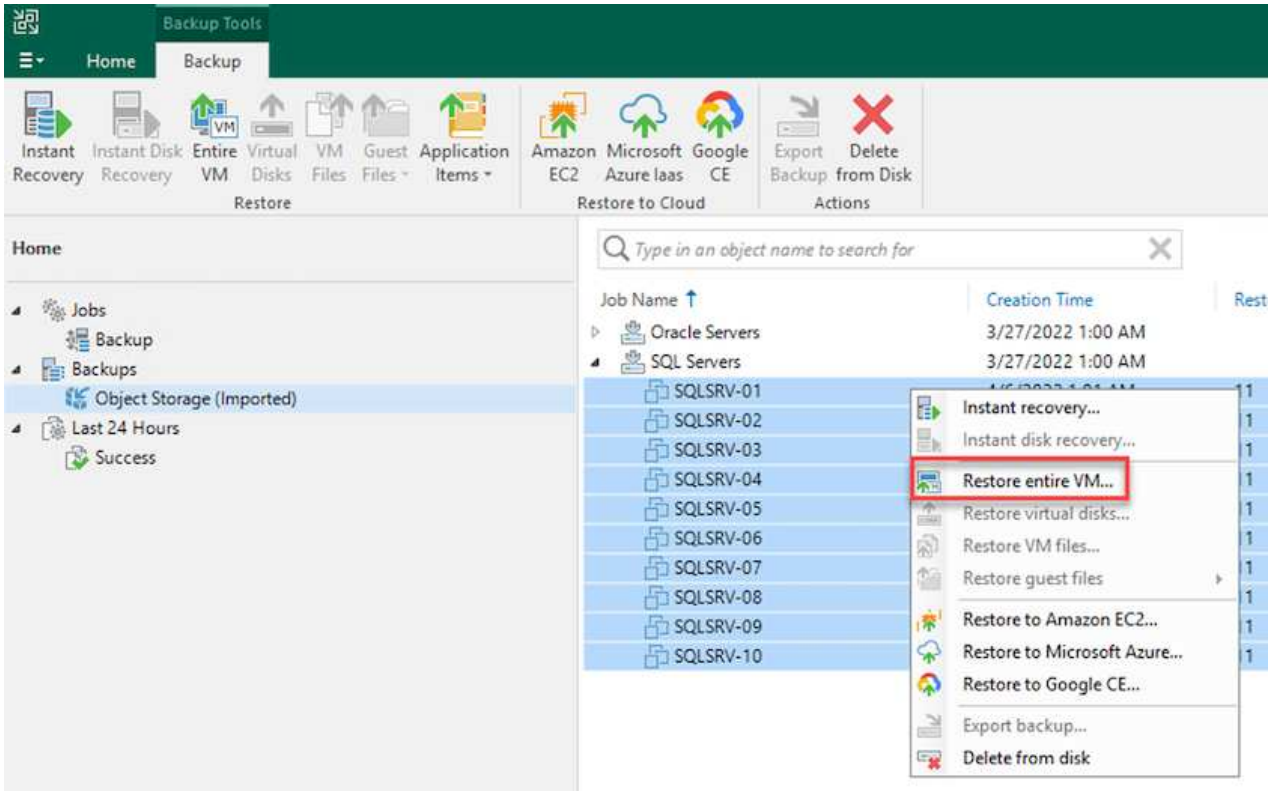 Backup Tools
Home Backup
Instant Recovery
Instant Disk Recovery
Entire VM
Virtual Disks
VM Files
Guest Files
Application Items
Amazon EC2
Microsoft Azure Iaas
Google CE
Export Backup
Delete from Disk
VM
Restore
Restore to Cloud
Actions
Home
Type in an object name to search for
Jobs
Backup
Backups
Object Storage (Imported)
Last 24 Hours
Success
Job Name Creation Time Rest
Oracle Servers 3/27/2022 1:00 AM
SQL Servers 3/27/2022 1:00 AM
SQLSRV-01 11
SQLSRV-02
SQLSRV-03
SQLSRV-04
SQLSRV-05
SQLSRV-06
SQLSRV-07
SQLSRV-08
SQLSRV-09
SQLSRV-10
Instant recovery...
Instant disk recovery...
Restore entire VM...
Restore virtual disks...
Restore VM files...
Restore guest files
Restore to Amazon EC2...
Restore to Microsoft Azure...
Restore to Google CE...
Export backup...
Delete from disk